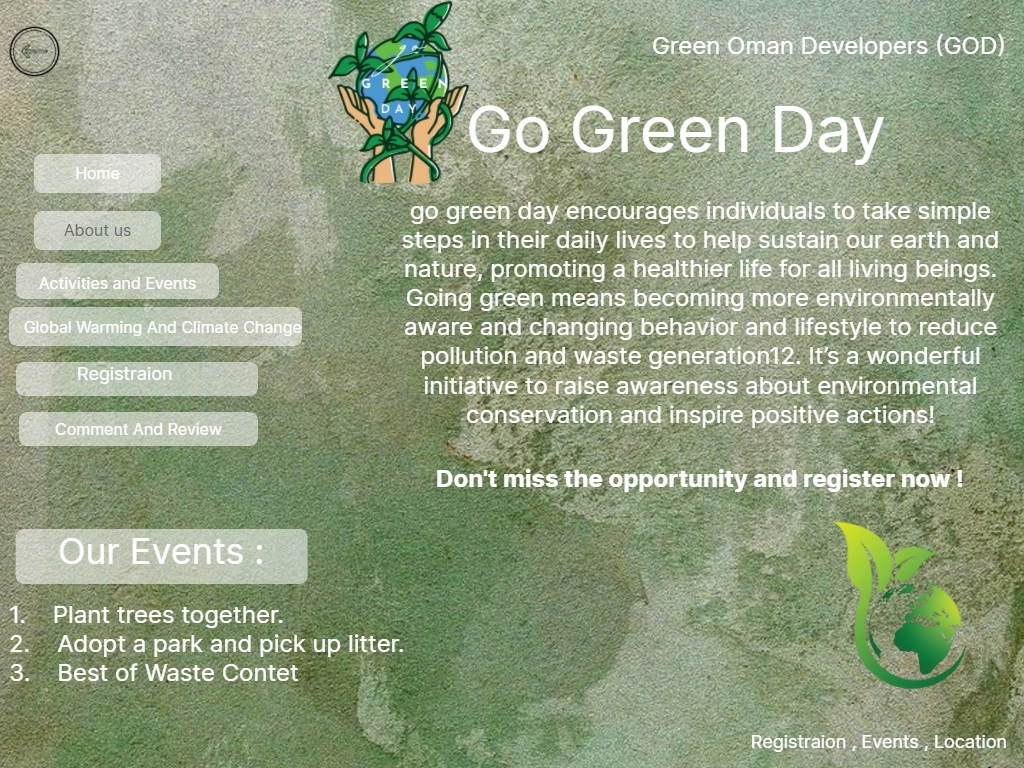 Green Oman Developers (GOD)
GREEN
DAY
Go Green Day
Home
About us
Activities and Events
Global Warming And Climate Change
Registraion
Comment And Review
go green day encourages individuals to take simple
steps in their daily lives to help sustain our earth and
nature, promoting a healthier life for all living beings.
Going green means becoming more environmentally
aware and changing behavior and lifestyle to reduce
pollution and waste generation12. It’s a wonderful
initiative to raise awareness about environmental
conservation and inspire positive actions!
Don't miss the opportunity and register now !
Our Events :
1. Plant trees together.
2. Adopt a park and pick up litter.
3. Best of Waste Contet
Registraion , Events , Location